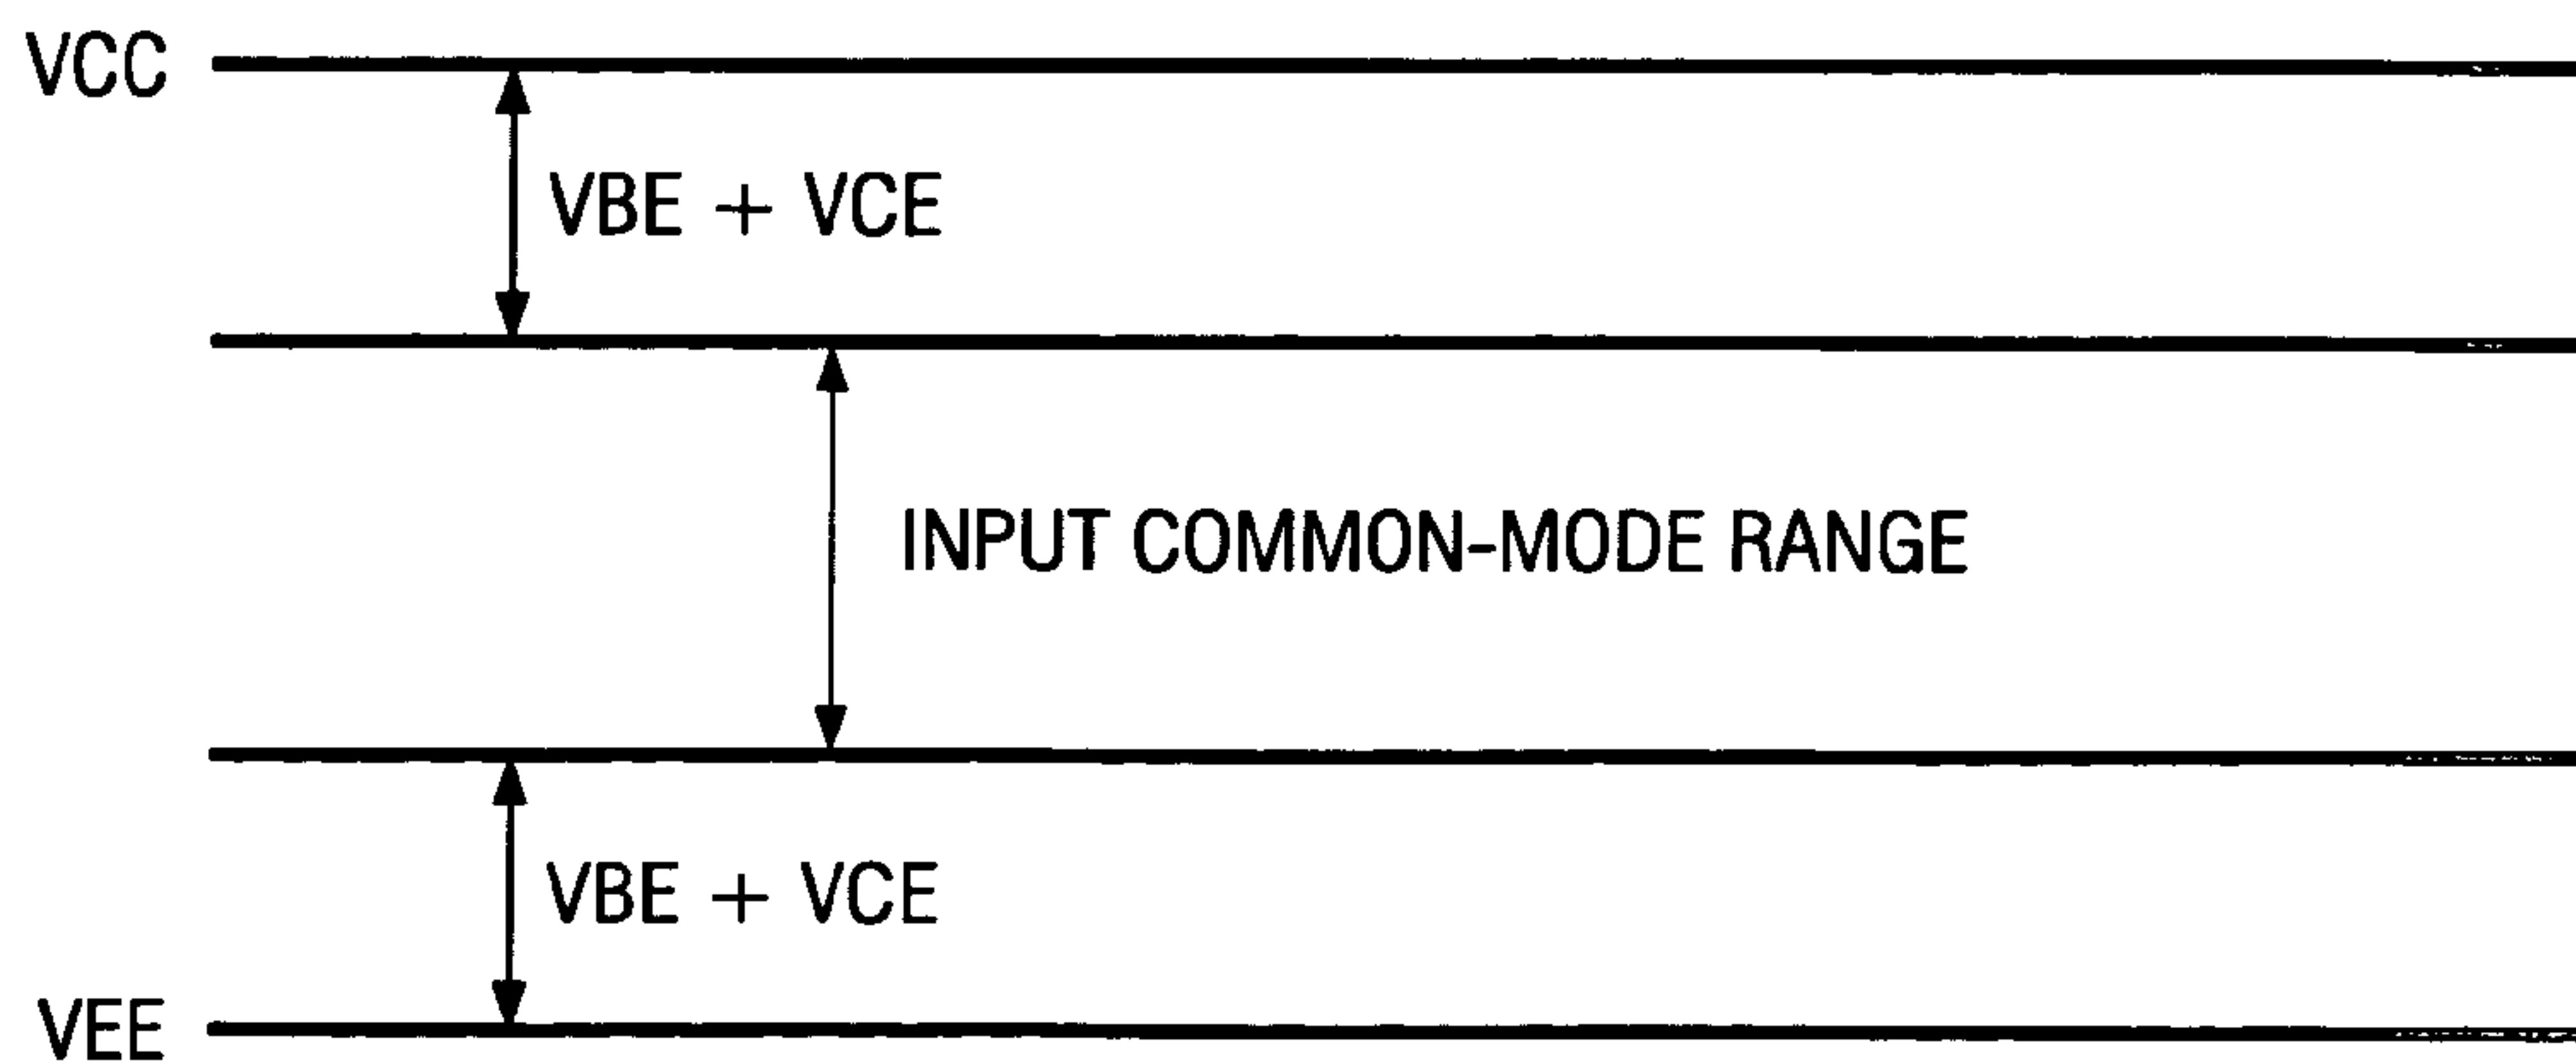 VCC
VBE + VCE
INPUT COMMON-MODE RANGE
VBE + VCE
VEE